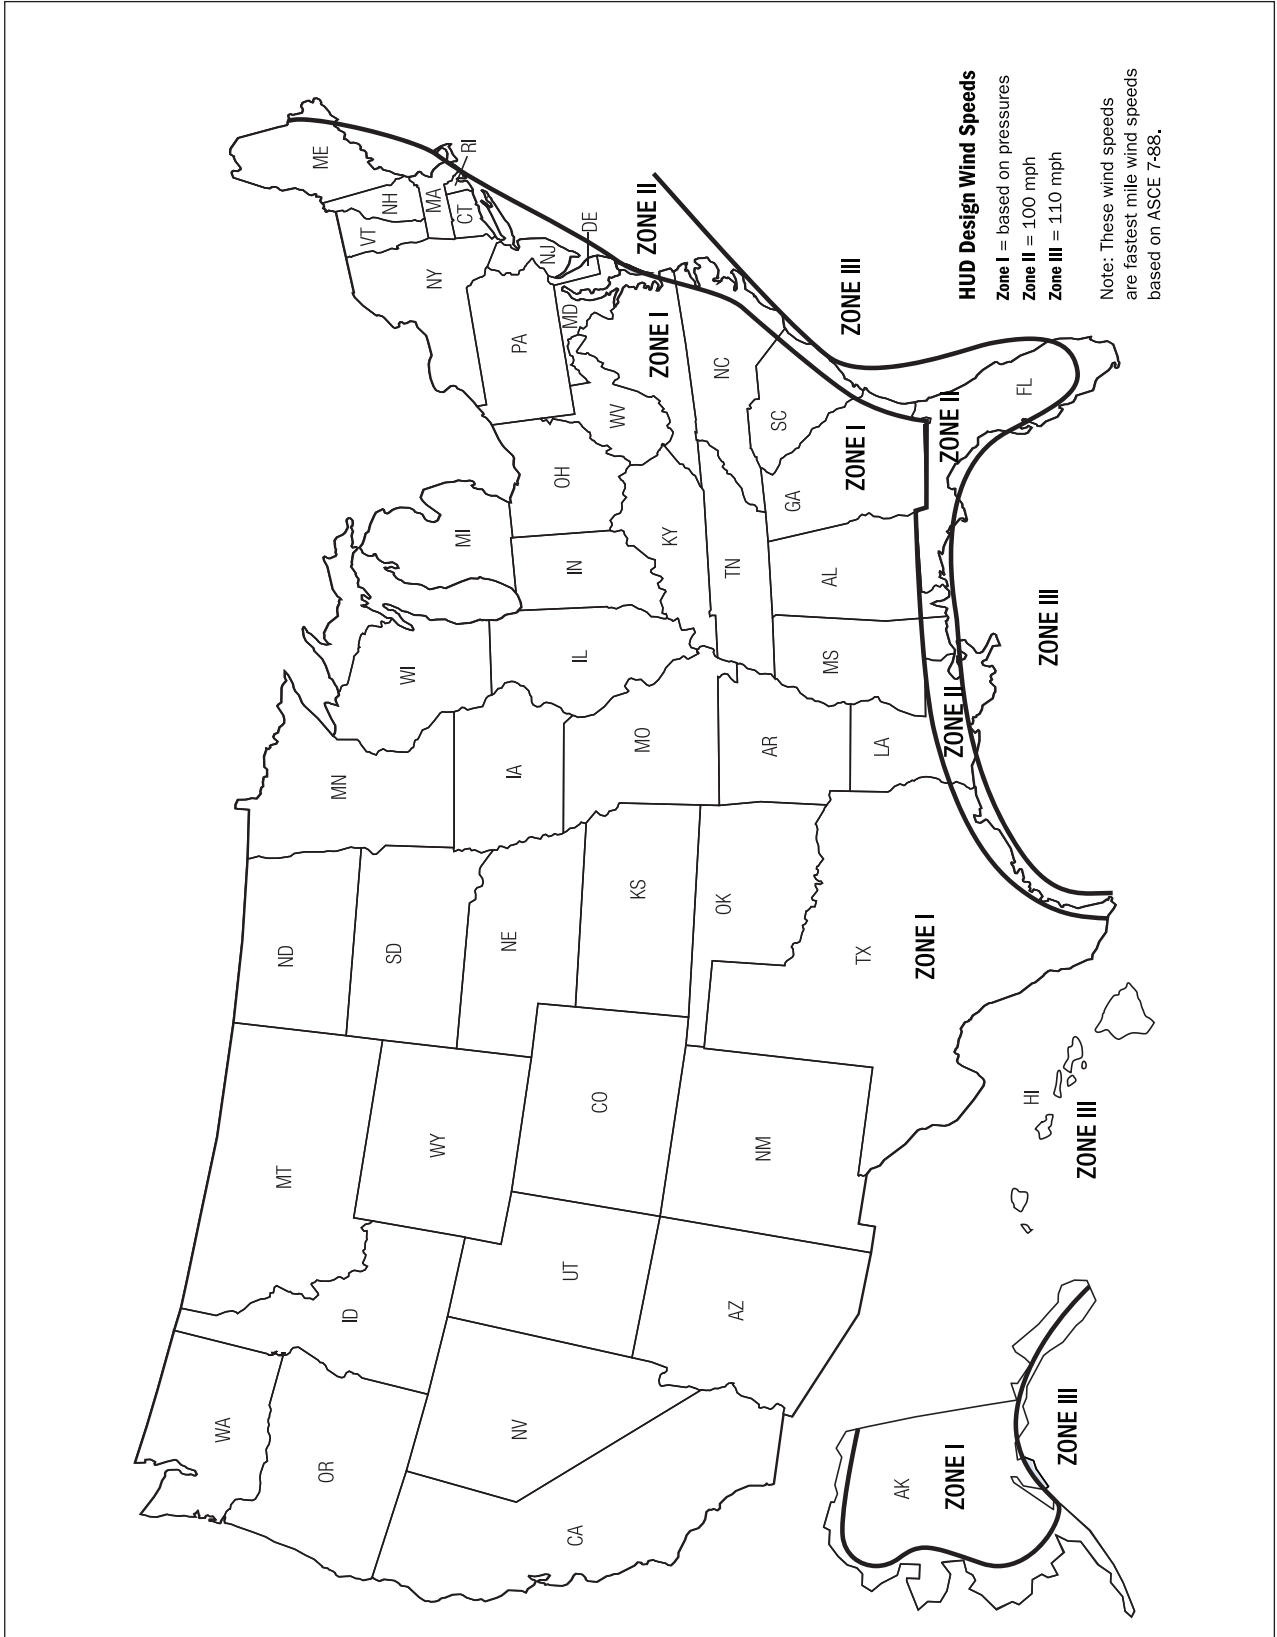 WA
OR
CA
NV
ID
MT
WY
UT
AZ
CO
NM
ND
SD
NE
KS
OK
TX
ZONE I
MN
IA
MO
AR
LA
WI
IL
MS
MI
IN
KY
TN
AL
OH
WV
GA
SC
NC
ZONE I
ZONE I
PA
NY
VT
NH
ME
MA
CT
RI
NJ
DE
MD
FL
ZONE II
ZONE II
ZONE II
ZONE III
ZONE III
AK
ZONE I
ZONE III
HI
ZONE III
HUD Design Wind Speeds
Zone I = based on pressures
Zone II = 100 mph
Zone III = 110 mph
Note: These wind speeds
are fastest mile wind speeds
based on ASCE 7-88.